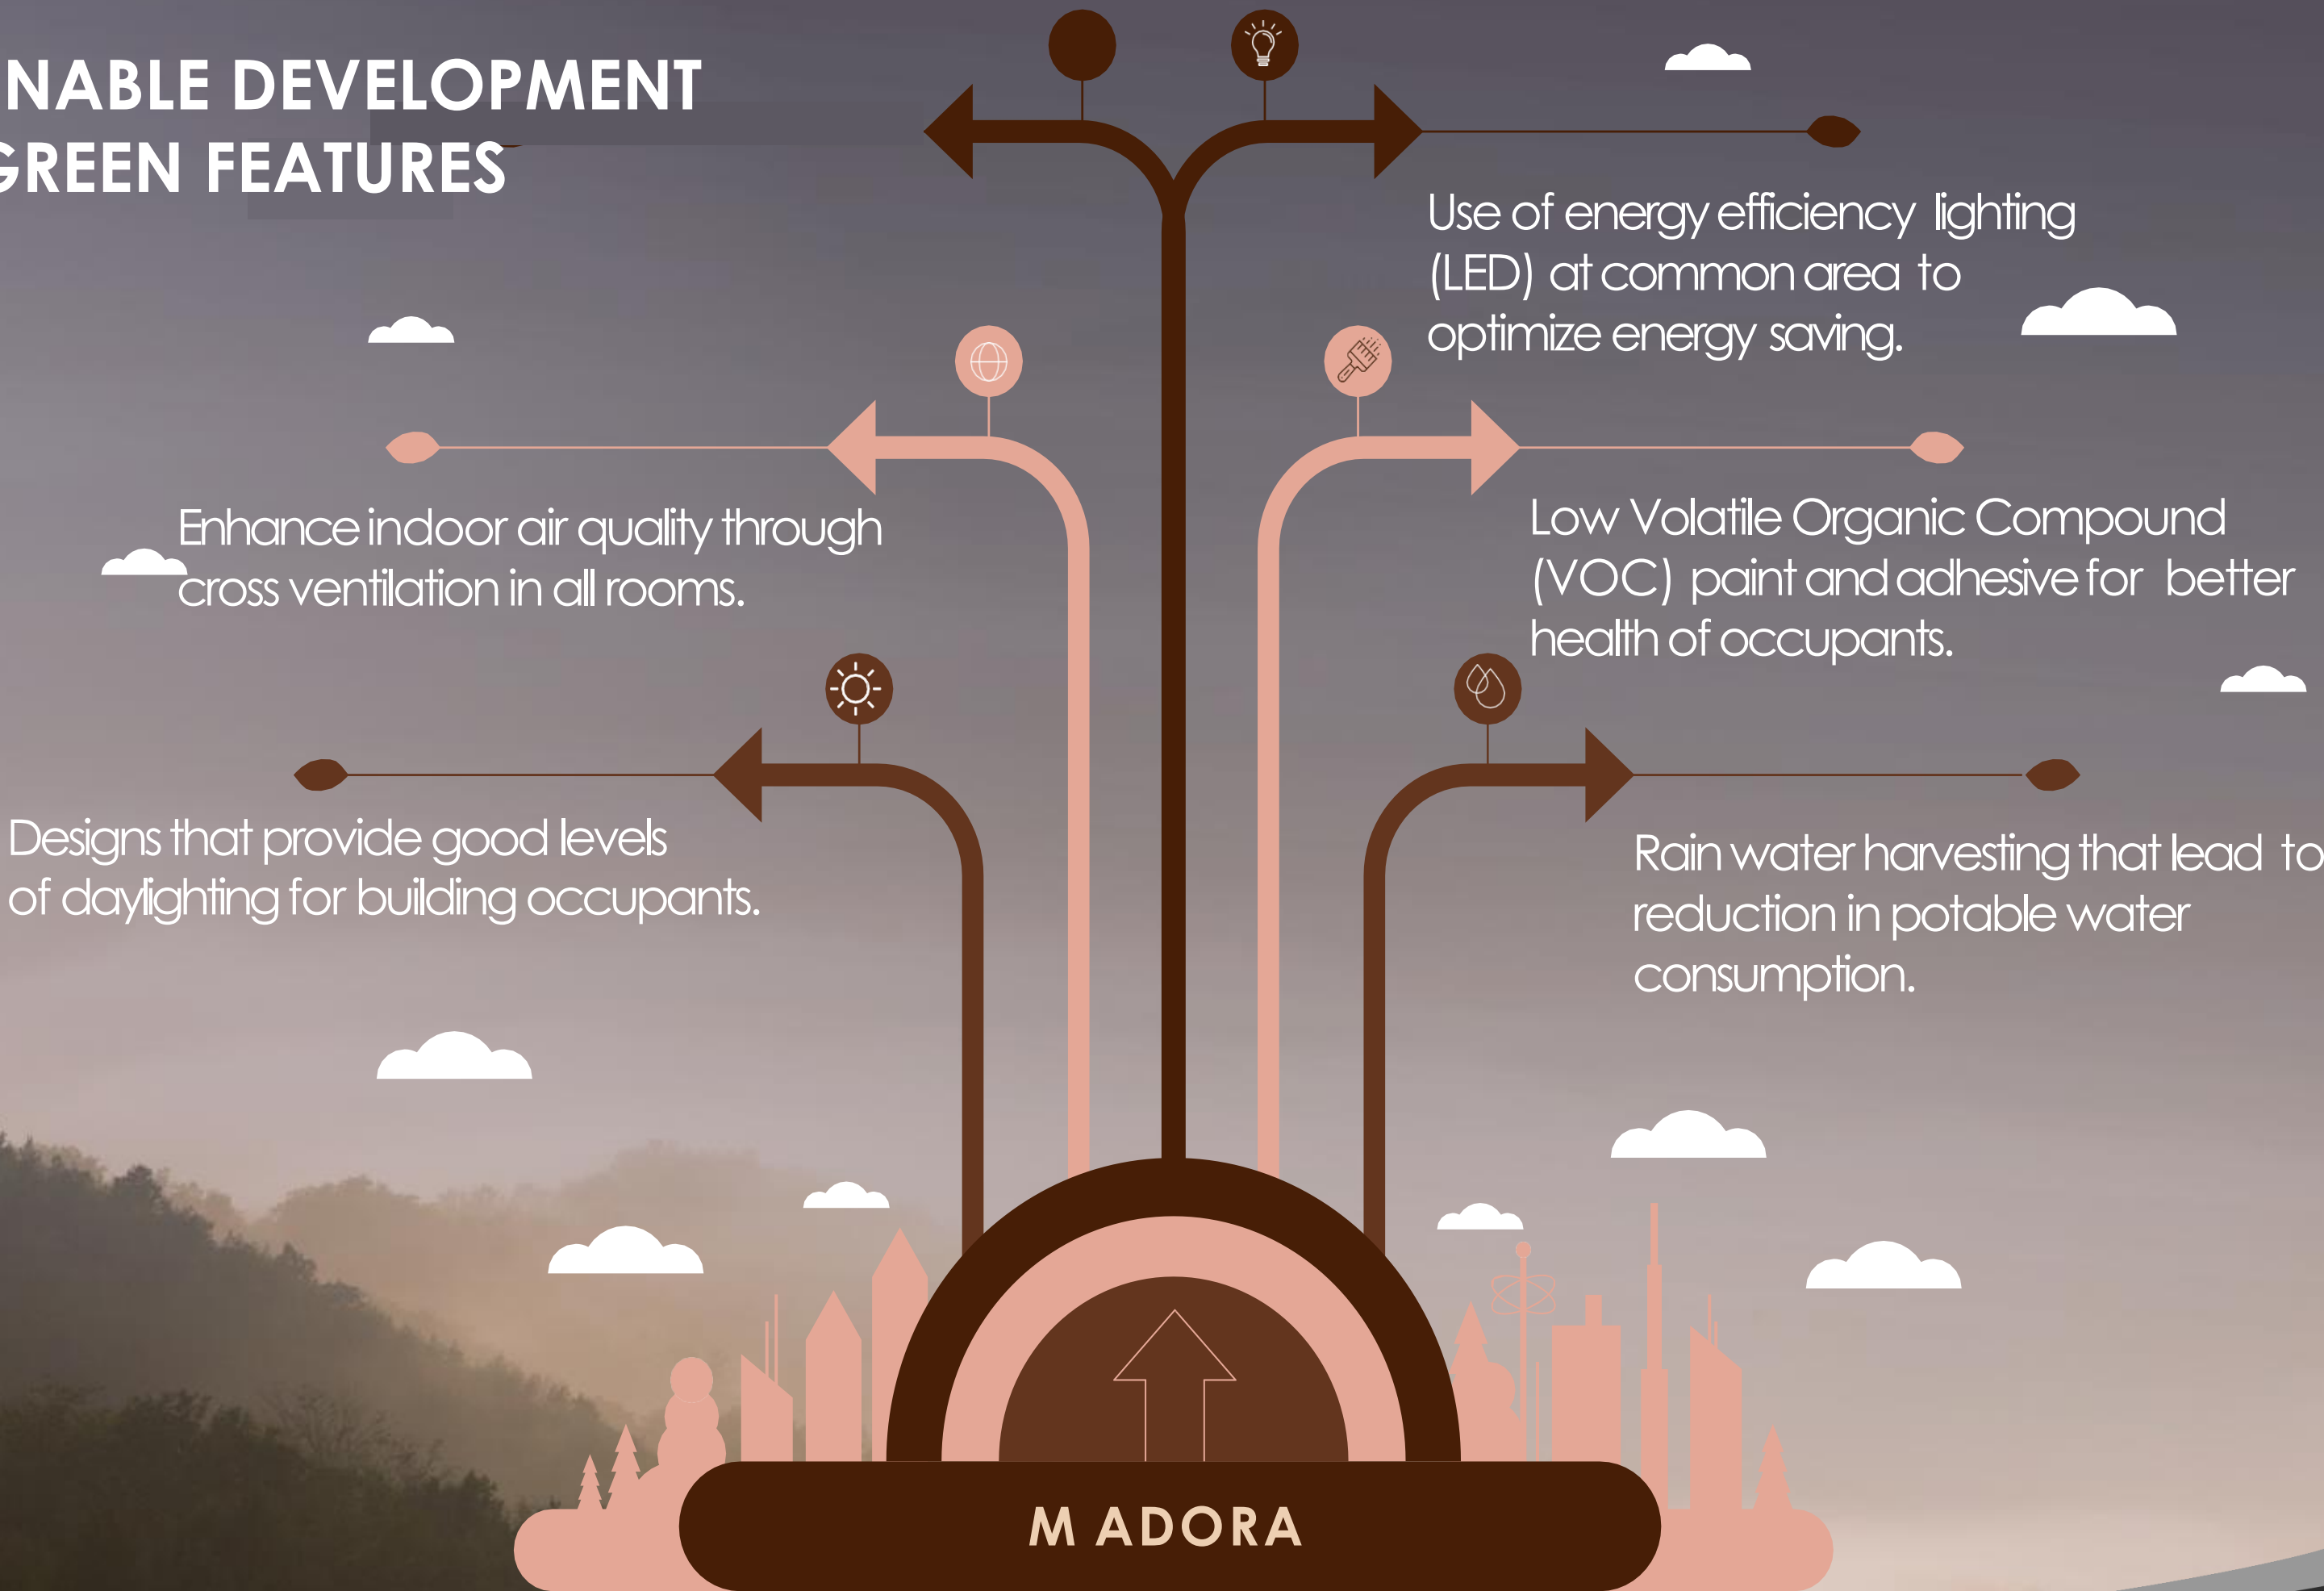 NABLE DEVELOPMENT
GREEN FEATURES
Use of energy efficiency lighting
(LED) at common area to
optimize energy saving.
Enhance indoor air quality through
cross ventilation in all rooms.
Low Volatile Organic Compound
(VOC) paint and adhesive for better
health of occupants.
Designs that provide good levels
of daylighting for building occupants.
Rain water harvesting that lead to
reduction in potable water
consumption.
M ADORA